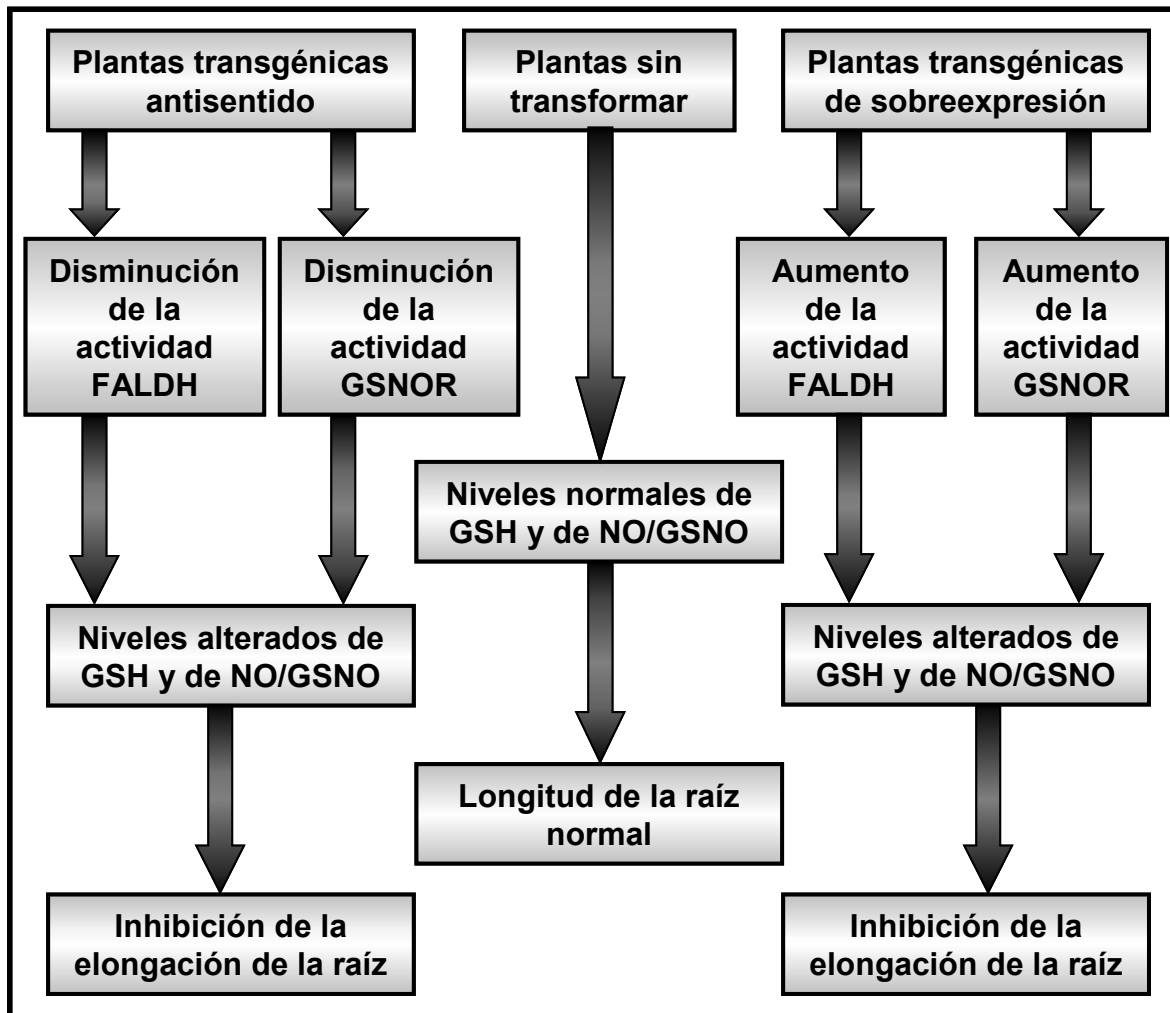 Plantas transgénicas
antisentido
Plantas sin
transformar
Plantas transgénicas
de sobreexpresión
Disminución
de la
actividad
FALDH
Disminución
de la
actividad
GSNOR
Aumento
de la
actividad
FALDH
Aumento
de la
actividad
GSNOR
Niveles normales de
GSH y de NO/GSNO
Niveles alterados de
GSH y de NO/GSNO
Niveles alterados de
GSH y de NO/GSNO
Longitud de la raíz
normal
Inhibición de la
elongación de la raíz
Inhibición de la
elongación de la raíz